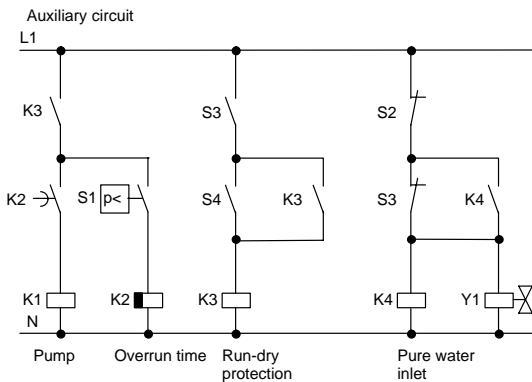 Auxiliary circuit
L1
K3
S3
S2
K2
S1 p<
S4
K3
S3
K4
K1
K2
K3
K4
Y1
N
Pump
Overrun time
Run-dry
protection
Pure water
inlet